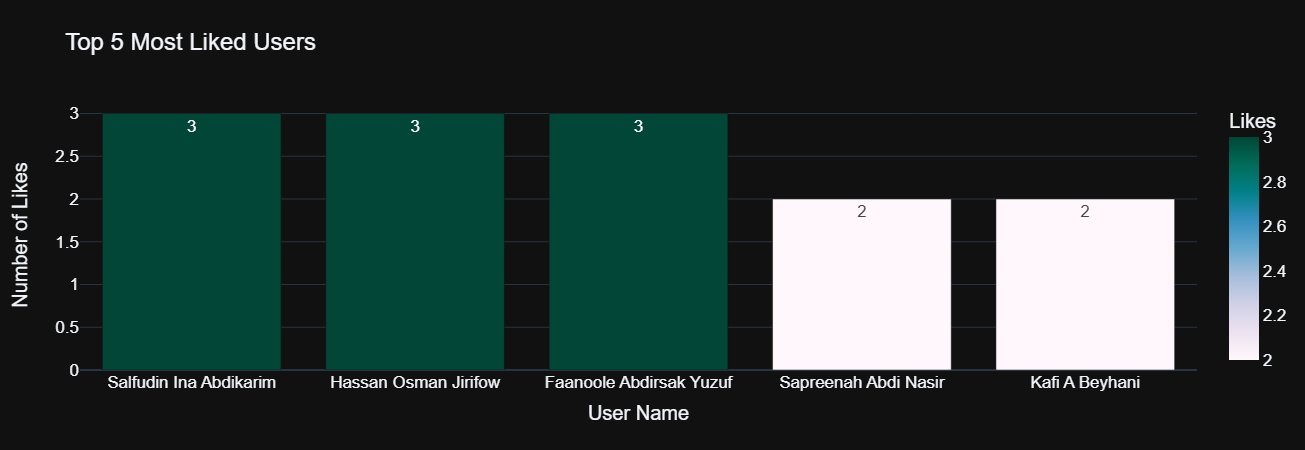 Top 5 Most Liked Users
Number of Likes
3
2.5
2
1.5
1
0.5
0
3
3
3
2
2
Salfudin Ina Abdikarim
Hassan Osman Jirifow
Faanoole Abdirsak Yuzuf
Sapreenah Abdi Nasir
Kafi A Beyhani
User Name
Likes
3
2.8
2.6
2.4
2.2
2